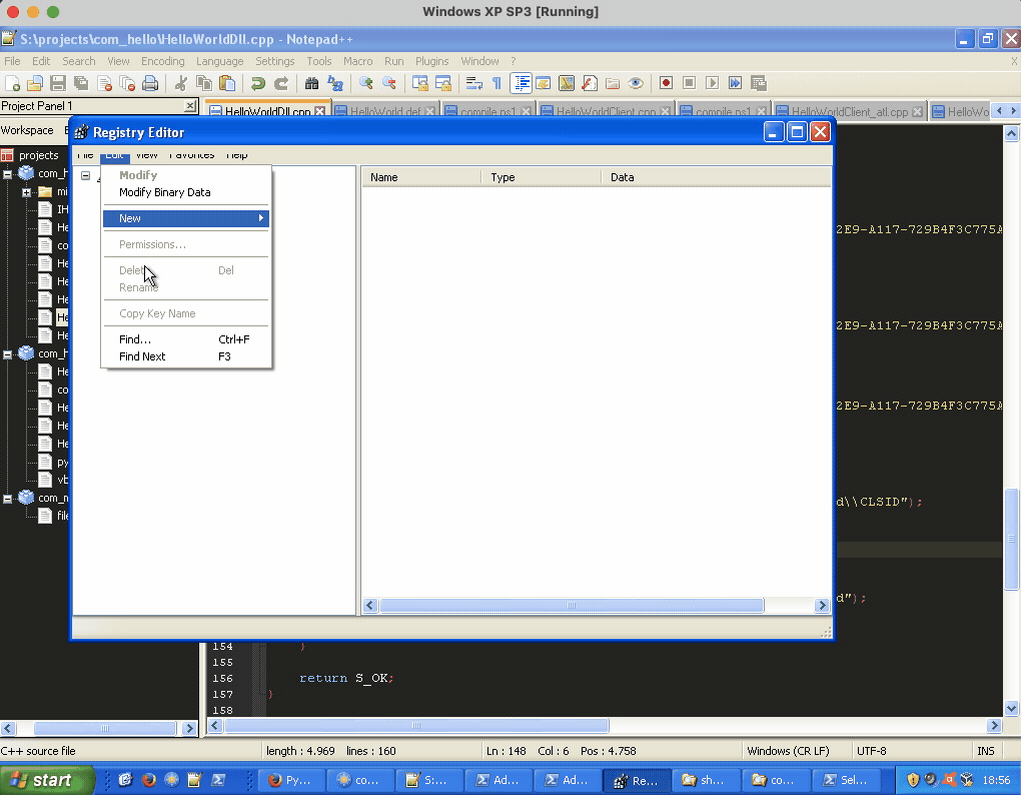 Windows XP SP3 [Running]
S:\projects\com_hello\HelloWorldDll.cpp - Notepad++
File Edit Search View Encoding Language Settings Tools Macro Run Plugins Window ? X
Project Panel 1
HelloWorldDll.cpp HelloWorld.def compile.ps1 HelloWorldClient.cpp compile.ps1 HelloWorldClient_atl.cpp HelloWo
Workspace E
Registry Editor
File Edit View Favorites Help
projects
com_h
mi
IH
He
co
He
He
He
He
He
com_h
He
co
He
He
He
py
vb
com_m
file
Modify
Modify Binary Data
New
Permissions...
Delete Del
Rename
Copy Key Name
Find... Ctrl+F
Find Next F3
Name Type Data
2E9-A117-729B4F3C775A
2E9-A117-729B4F3C775A
2E9-A117-729B4F3C775A
d\\CLSID");
d");
154 }
155
156 return S_OK;
157 }
158
C++ source file length : 4.969 lines : 160 Ln : 148 Col : 6 Pos : 4.758 Windows (CR LF) UTF-8 INS
start Py... co... S:... Ad... Ad... Re... sh... co... Sel... 18:56